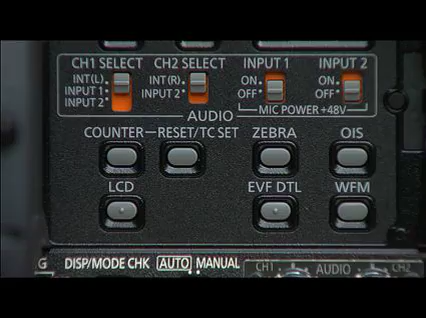 CH1 SELECT CH2 SELECT INPUT 1 INPUT 2
INT(L) INT(R) ON ON
INPUT 1 INPUT 2 OFF OFF
INPUT 2 MIC POWER +48V
AUDIO
COUNTER RESET/TC SET ZEBRA OIS
LCD EVF DTL WFM
G DISP/MODE CHK AUTO MANUAL CH1 AUDIO CH2